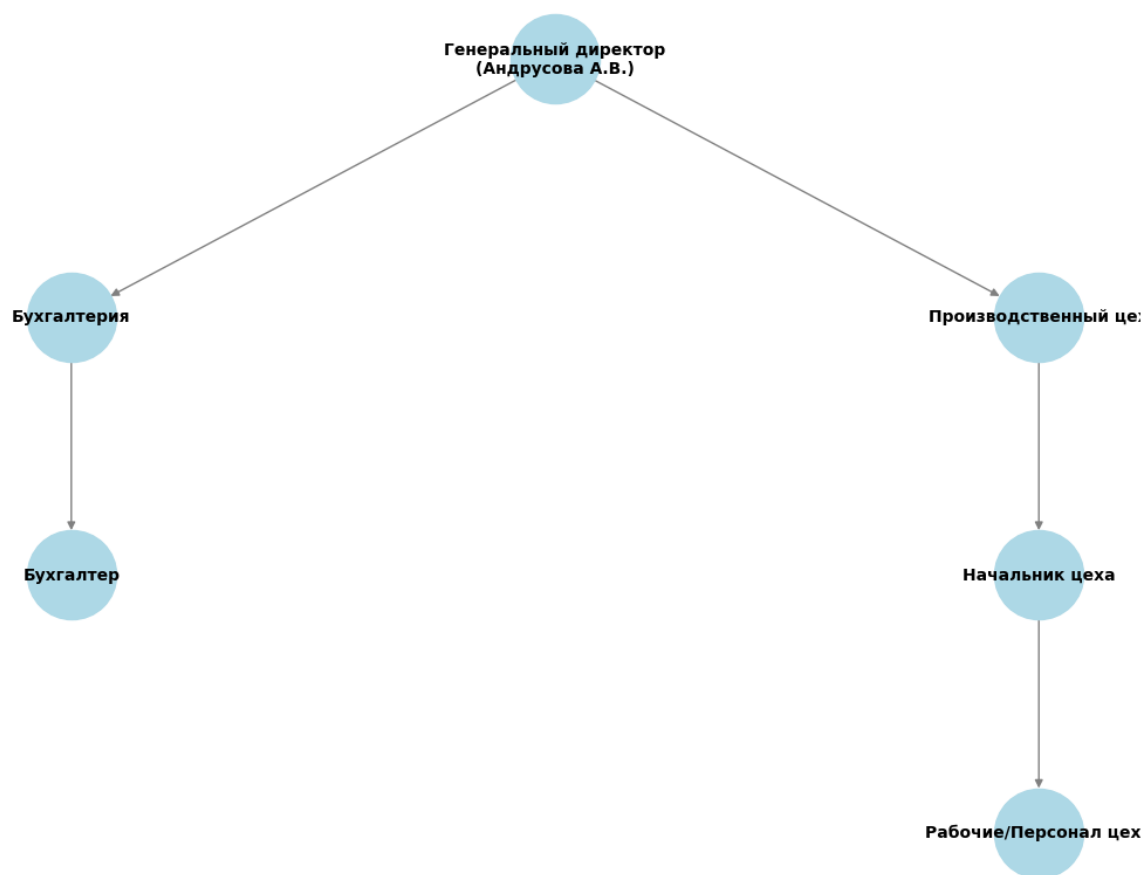 Генеральный директор
(Андрусова А.В.)
Бухгалтерия
Производственный це
Бухгалтер
Начальник цеха
Рабочие/Персонал цех